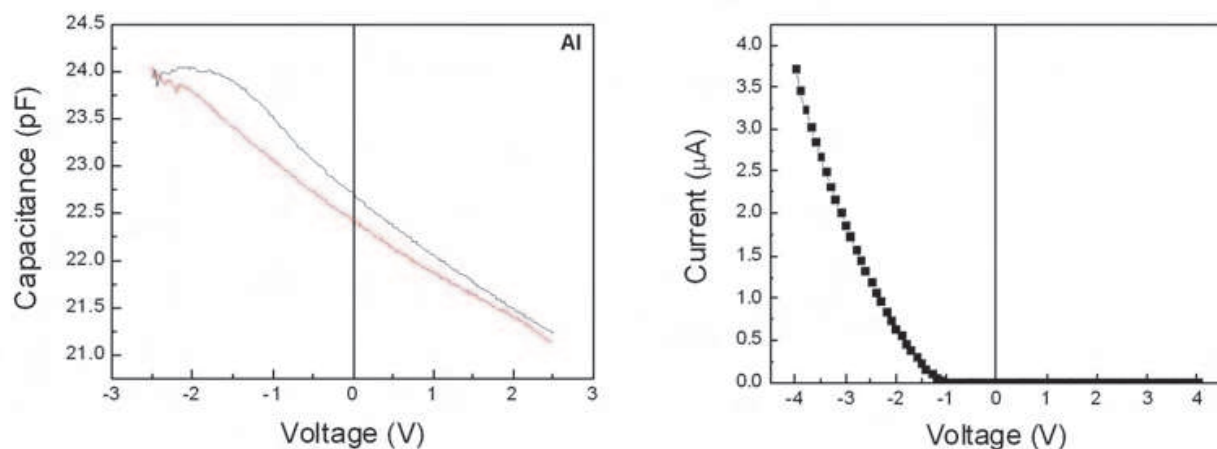 24.5
24.0
23.5
23.0
22.5
22.0
21.5
21.0
Capacitance (pF)
Al
-3 -2 -1 0 1 2 3
Voltage (V)
4.0
3.5
3.0
2.5
2.0
1.5
1.0
0.5
0.0
Current (μA)
-4 -3 -2 -1 0 1 2 3 4
Voltage (V)